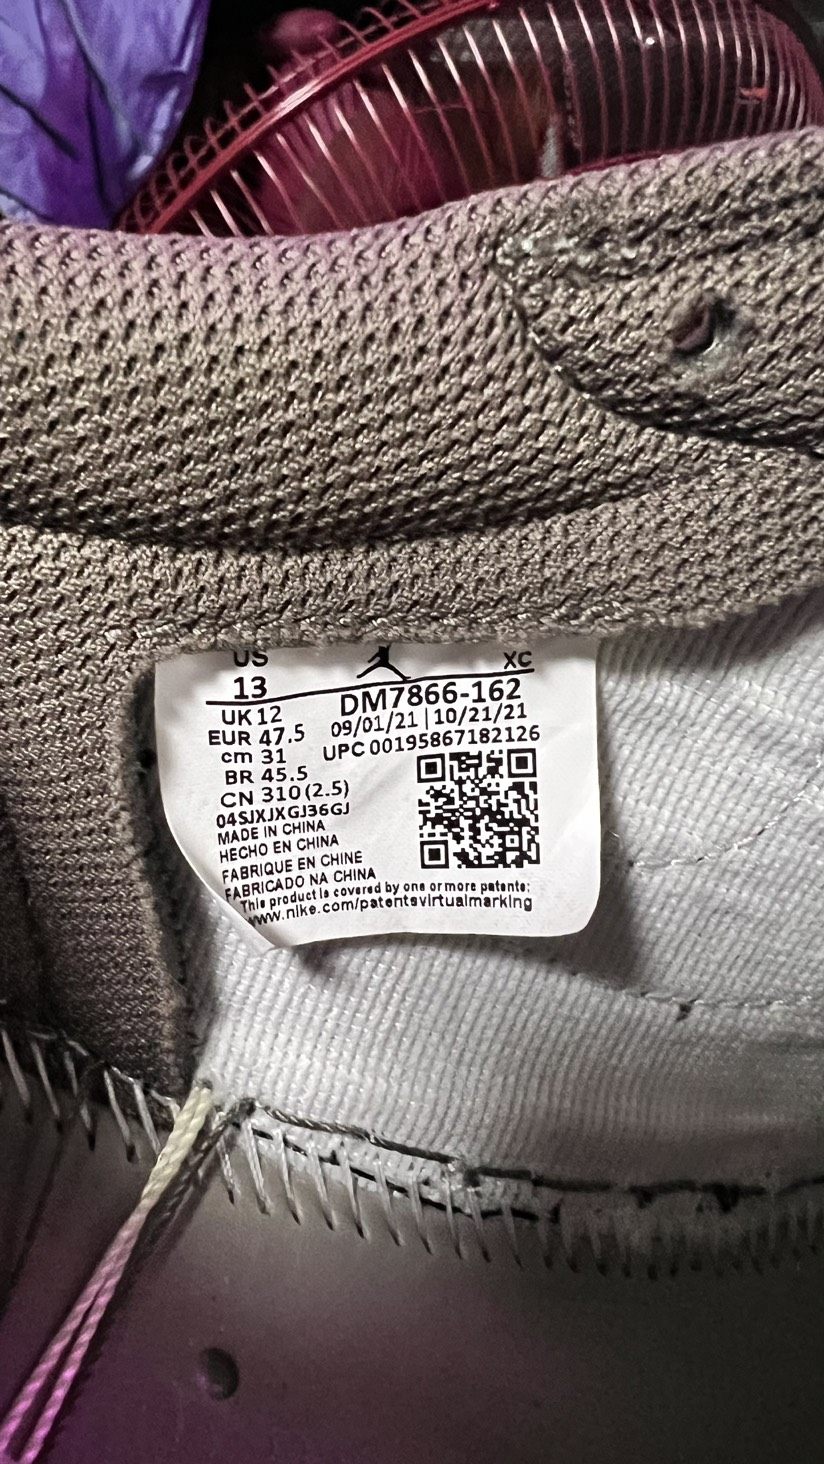 US XC
13 DM7866-162
UK 12 09/01/21 | 10/21/21
EUR 47.5 UPC 00195867182126
cm 31
BR 45.5
CN 310 (2.5)
04SJXJXGJ36GJ
MADE IN CHINA
HECHO EN CHINA
FABRIQUE EN CHINE
FABRICADO NA CHINA
This product is covered by one or more patents:
www.nike.com/patentsvirtualmarking